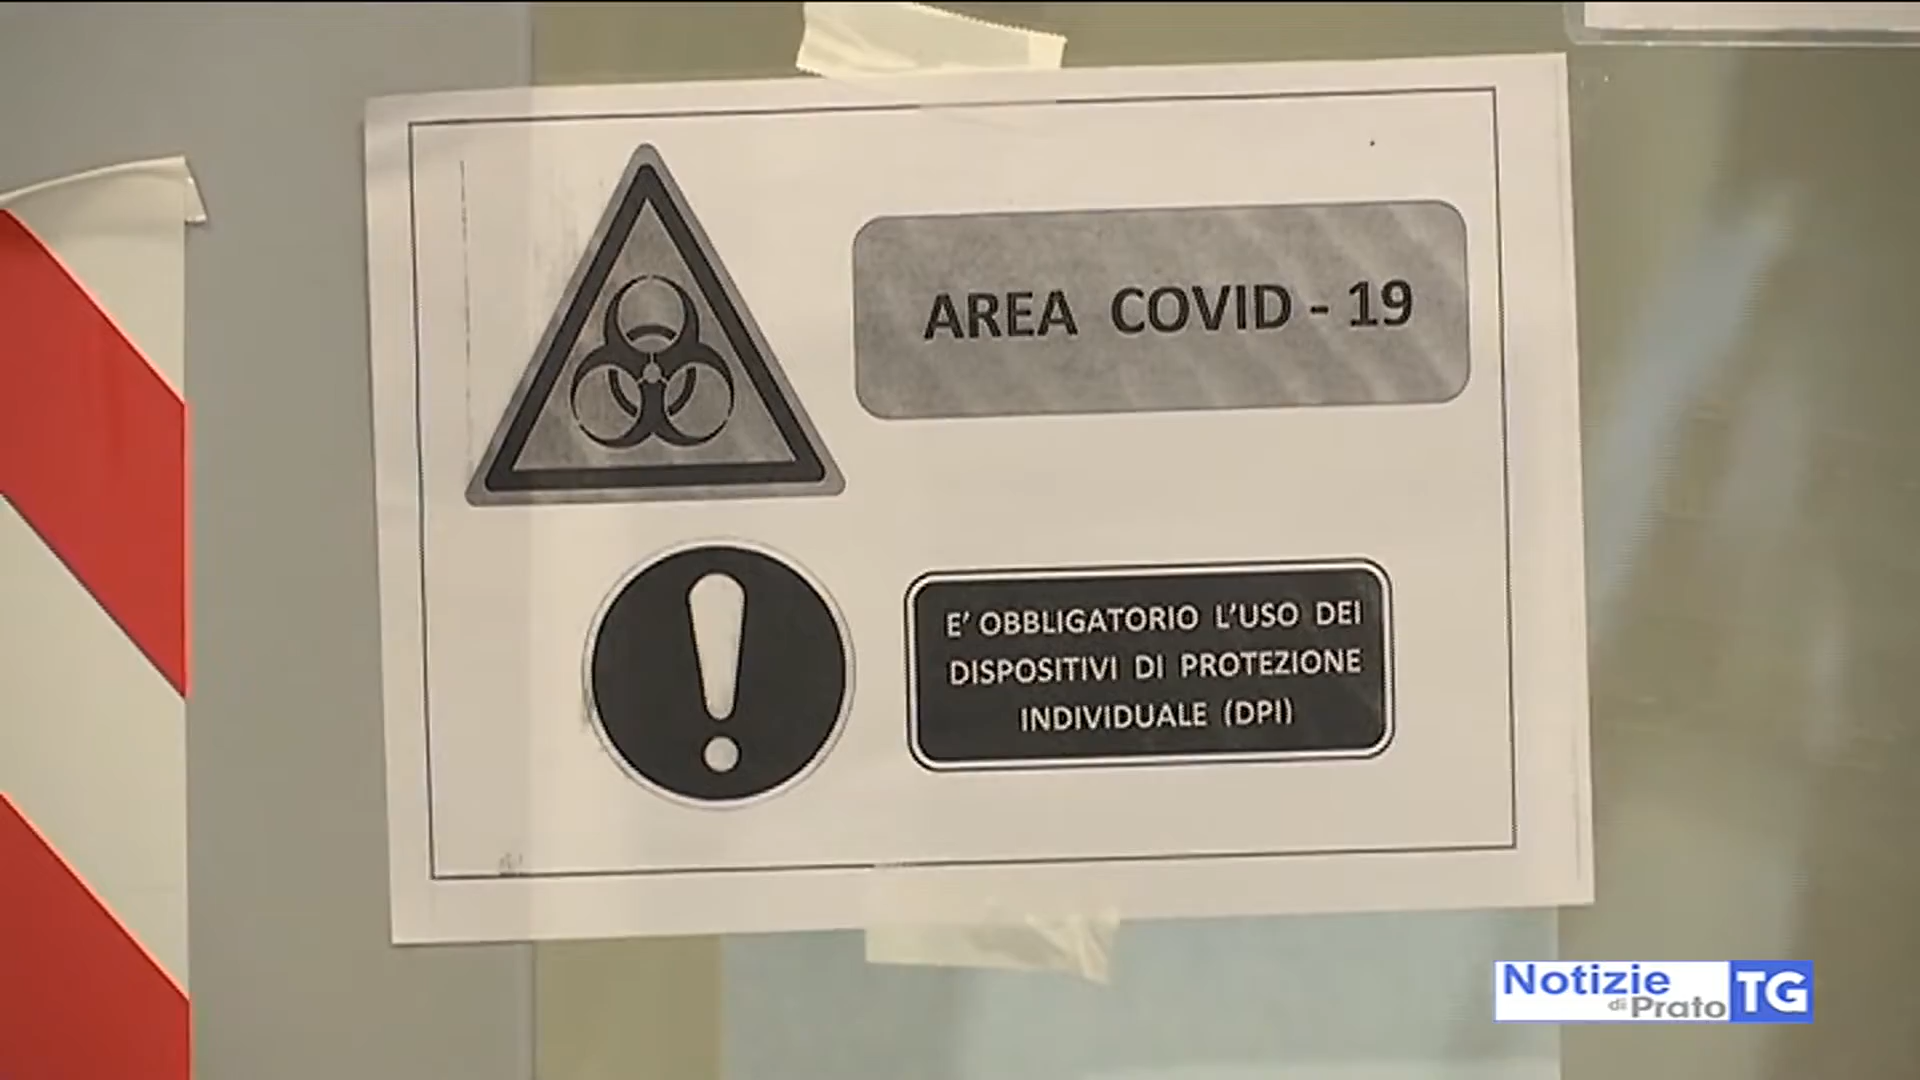 AREA COVID - 19
E' OBBLIGATORIO L'USO DEI
DISPOSITIVI DI PROTEZIONE
INDIVIDUALE (DPI)
Notizie
di Prato TG